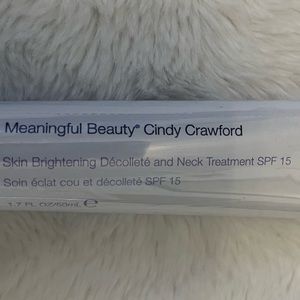 Meaningful Beauty® Cindy Crawford
Skin Brightening Décolleté and Neck Treatment SPF 15
Soin éclat cou et décolleté SPF 15
1.7 FL OZ/50mL ℮